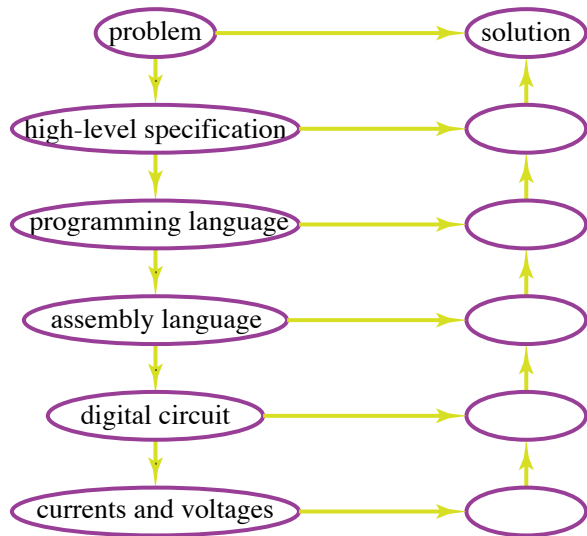 problem
solution
high-level specification
programming language
assembly language
digital circuit
currents and voltages